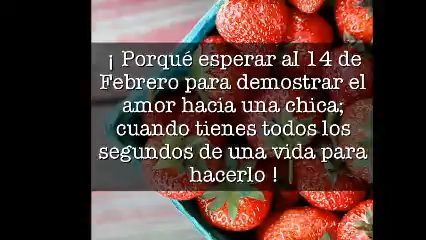 ¡ Porqué esperar al 14 de
Febrero para demostrar el
amor hacia una chica;
cuando tienes todos los
segundos de una vida para
hacerlo !